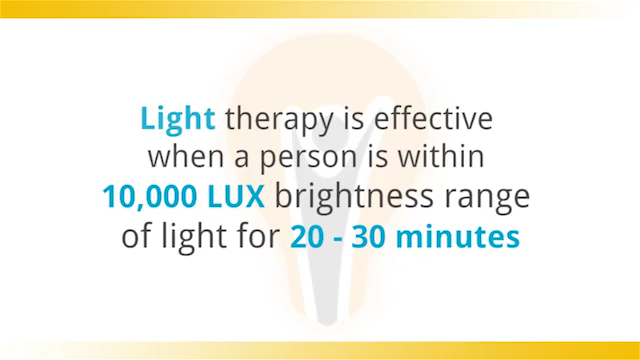 Light therapy is effective
when a person is within
10,000 LUX brightness range
of light for 20 - 30 minutes